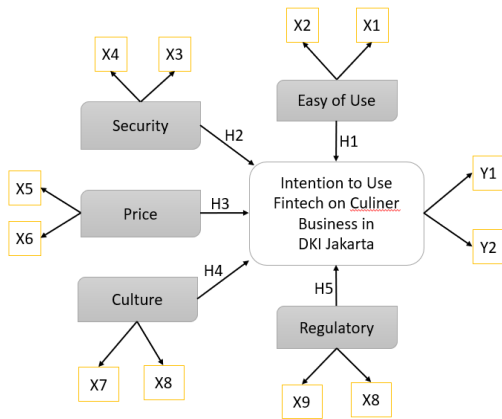 X2
X1
X4
X3
Easy of Use
Security
H2
H1
X5
X6
Price
H3
Intention to Use
Fintech on Culiner
Business in
DKI Jakarta
Y1
Y2
H4
Culture
H5
Regulatory
X7
X8
X9
X8